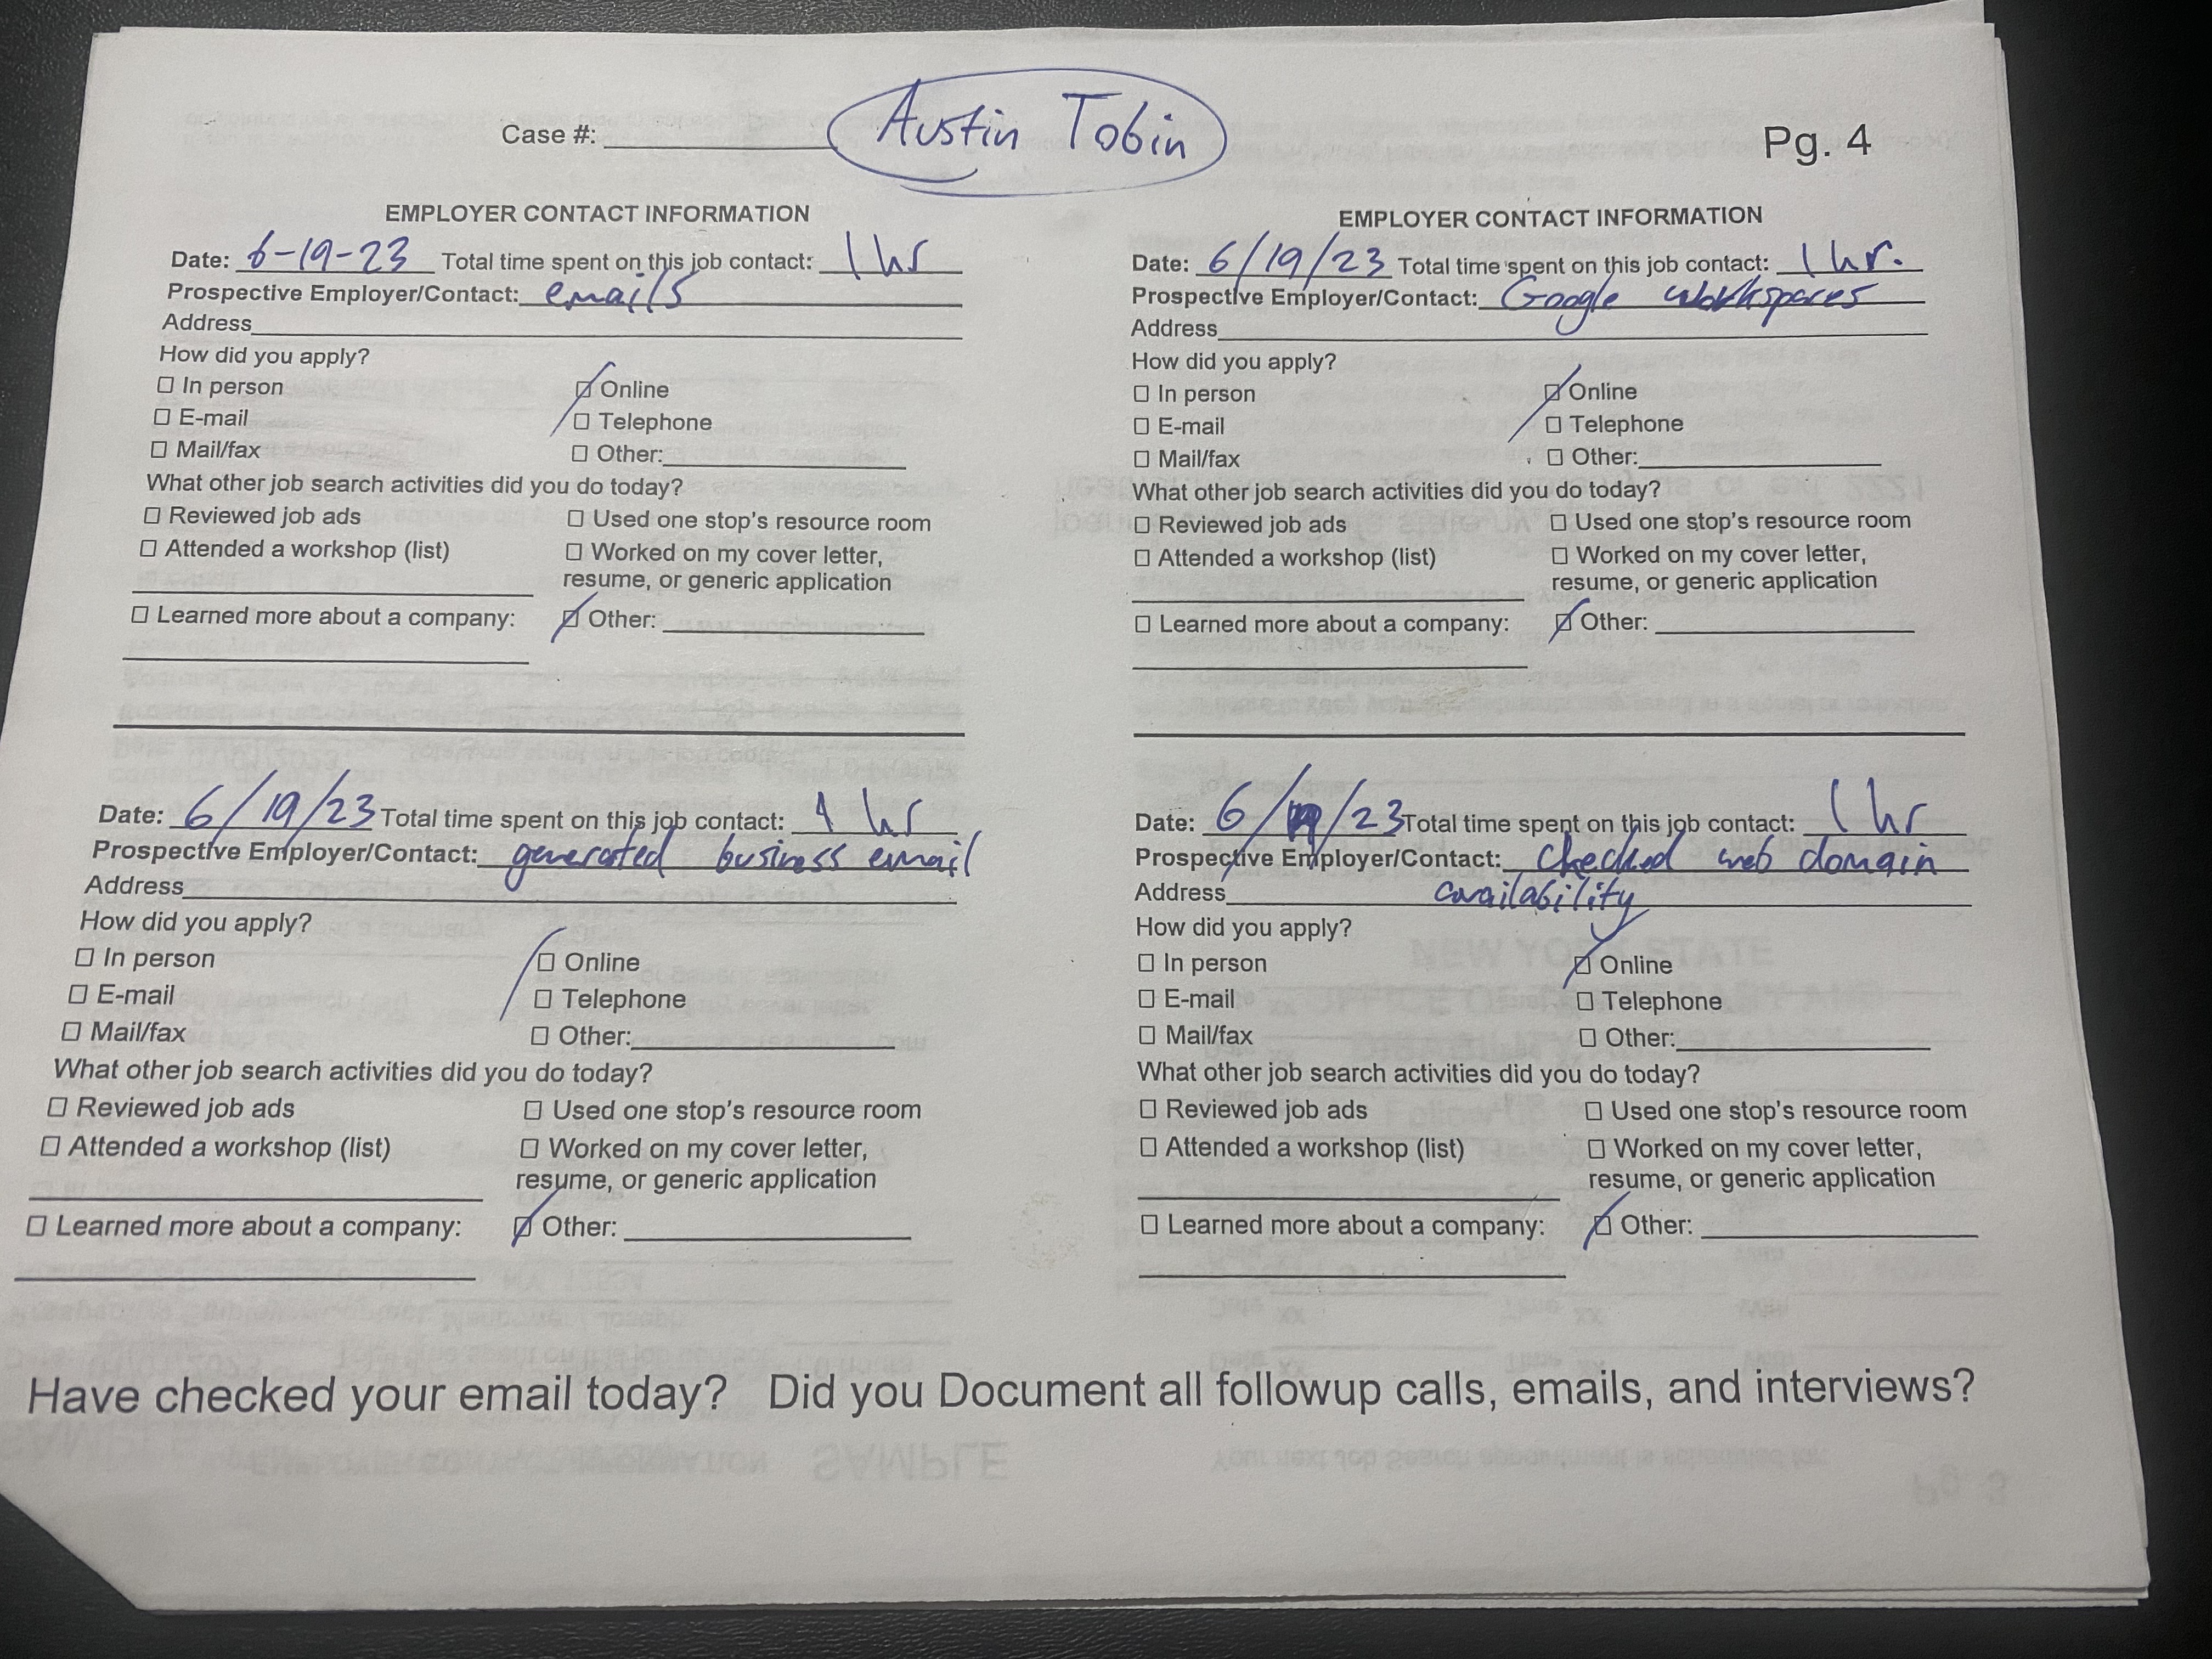 Case #: Austin Tobin Pg. 4
EMPLOYER CONTACT INFORMATION
Date: 6-19-23 Total time spent on this job contact: 1 hr
Prospective Employer/Contact: emails
Address
How did you apply?
☐ In person ☑ Online
☐ E-mail ☐ Telephone
☐ Mail/fax ☐ Other:
What other job search activities did you do today?
☐ Reviewed job ads ☐ Used one stop's resource room
☐ Attended a workshop (list) ☐ Worked on my cover letter,
resume, or generic application
☐ Learned more about a company: ☑ Other:
Date: 6/19/23 Total time spent on this job contact: 1 hr
Prospective Employer/Contact: generated business email
Address
How did you apply?
☐ In person ☑ Online
☐ E-mail ☐ Telephone
☐ Mail/fax ☐ Other:
What other job search activities did you do today?
☐ Reviewed job ads ☐ Used one stop's resource room
☐ Attended a workshop (list) ☐ Worked on my cover letter,
resume, or generic application
☐ Learned more about a company: ☑ Other:
EMPLOYER CONTACT INFORMATION
Date: 6/19/23 Total time spent on this job contact: 1 hr.
Prospective Employer/Contact: Google workspaces
Address
How did you apply?
☐ In person ☑ Online
☐ E-mail ☐ Telephone
☐ Mail/fax ☐ Other:
What other job search activities did you do today?
☐ Reviewed job ads ☐ Used one stop's resource room
☐ Attended a workshop (list) ☐ Worked on my cover letter,
resume, or generic application
☐ Learned more about a company: ☑ Other:
Date: 6/19/23 Total time spent on this job contact: 1 hr
Prospective Employer/Contact: checked web domain
Address availability
How did you apply?
☐ In person ☑ Online
☐ E-mail ☐ Telephone
☐ Mail/fax ☐ Other:
What other job search activities did you do today?
☐ Reviewed job ads ☐ Used one stop's resource room
☐ Attended a workshop (list) ☐ Worked on my cover letter,
resume, or generic application
☐ Learned more about a company: ☑ Other:
Have checked your email today? Did you Document all followup calls, emails, and interviews?